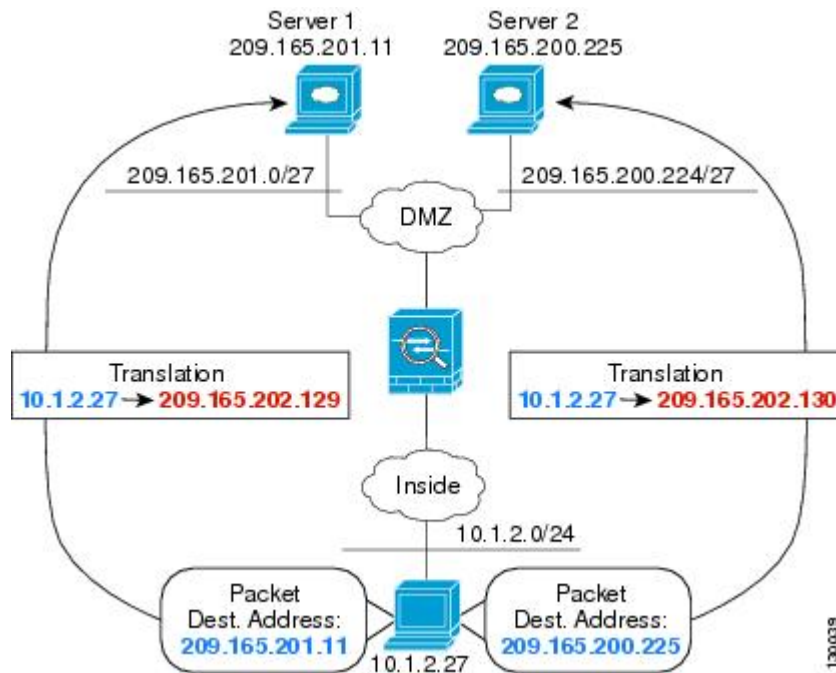 Server 1
209.165.201.11
Server 2
209.165.200.225
209.165.201.0/27
209.165.200.224/27
DMZ
Translation
10.1.2.27 → 209.165.202.129
Translation
10.1.2.27 → 209.165.202.130
Inside
10.1.2.0/24
Packet
Dest. Address:
209.165.201.11
Packet
Dest. Address:
209.165.200.225
10.1.2.27
130039